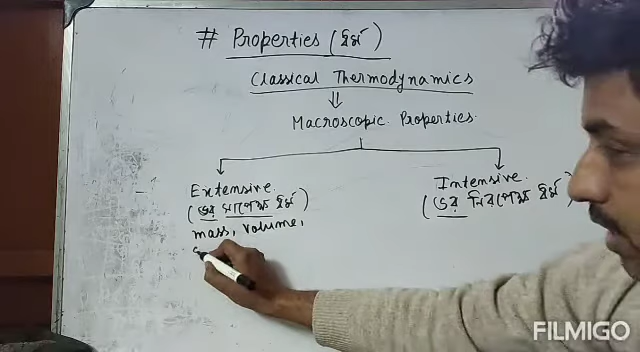 # Properties (ধর্ম)
Classical Thermodynamics
⇓
Macroscopic Properties.
Extensive.
(ভর সাপেক্ষ ধর্ম)
mass, volume,
Intensive.
(ভর নিরপেক্ষ ধর্ম)
FILMIGO